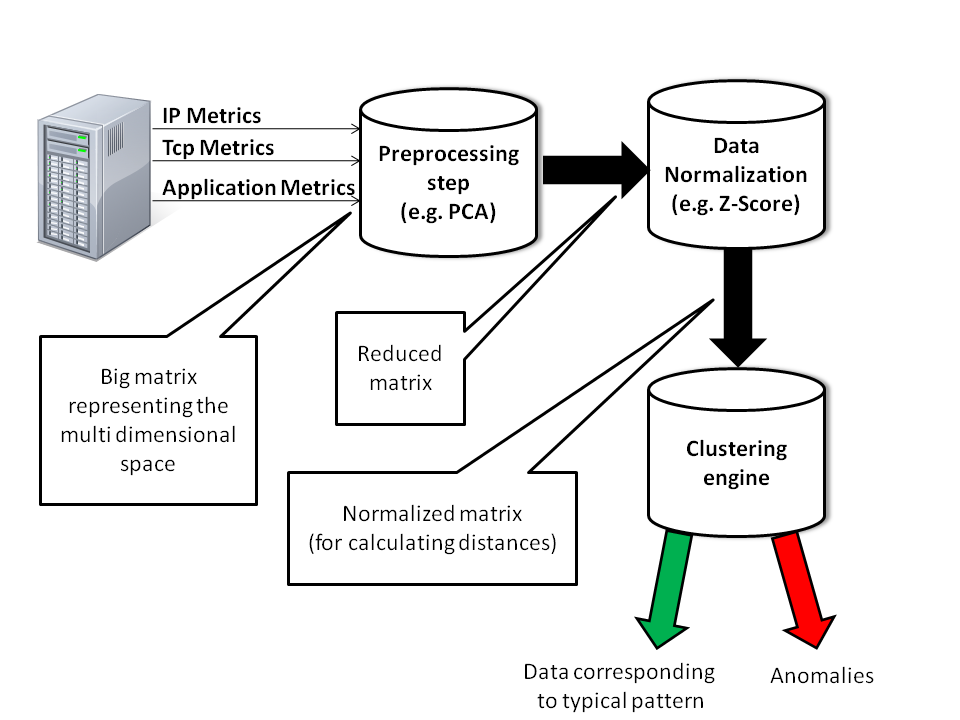 IP Metrics
Tcp Metrics
Application Metrics
Preprocessing
step
(e.g. PCA)
Data
Normalization
(e.g. Z-Score)
Big matrix
representing the
multi dimensional
space
Reduced
matrix
Normalized matrix
(for calculating distances)
Clustering
engine
Data corresponding
to typical pattern
Anomalies